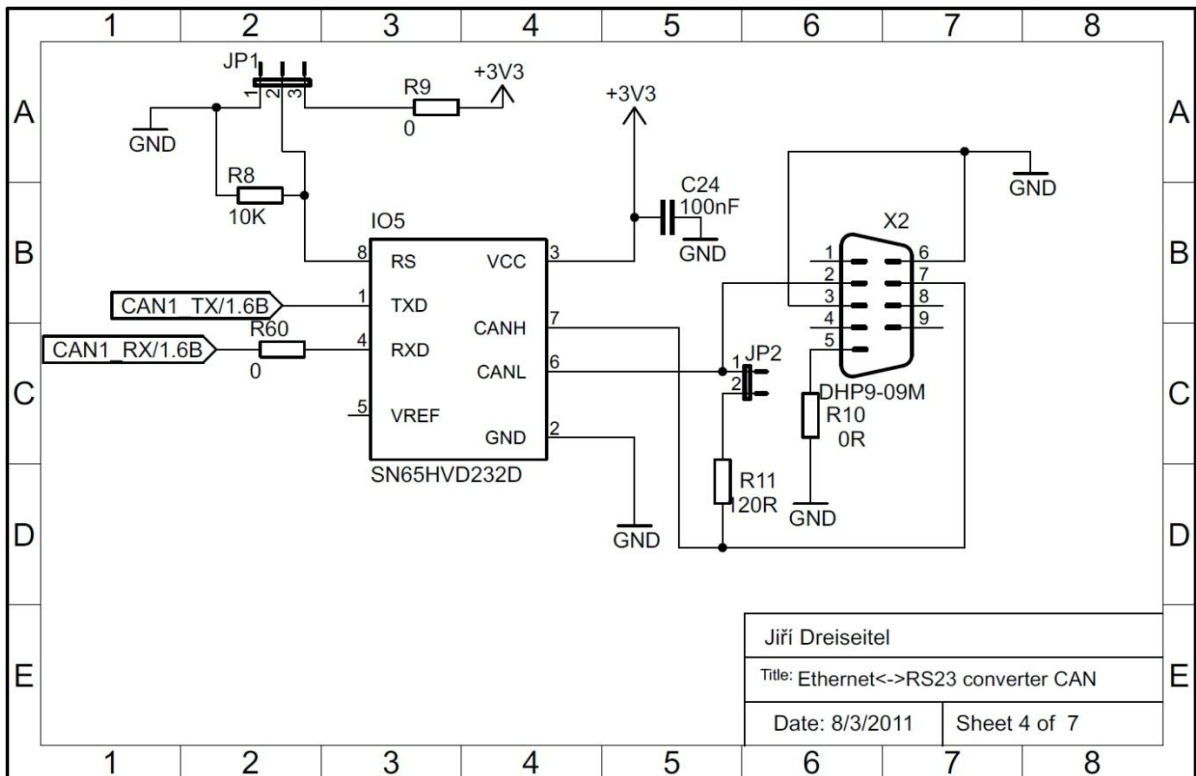 1 2 3 4 5 6 7 8
A
A
JP1
1 2 3
R9
0
+3V3
+3V3
GND
R8
10K
C24
100nF
GND
GND
IO5
X2
B
B
8 RS
VCC 3
1
6
2
7
CAN1_TX/1.6B
1 TXD
3
8
R60
CANH 7
4
9
CAN1_RX/1.6B
0
4 RXD
5
JP2
1
2
CANL 6
C
C
DHP9-09M
5 VREF
R10
0R
GND 2
SN65HVD232D
R11
120R
GND
GND
D
D
Jiří Dreiseitel
E
E
Title: Ethernet<->RS23 converter CAN
Date: 8/3/2011
Sheet 4 of 7
1 2 3 4 5 6 7 8